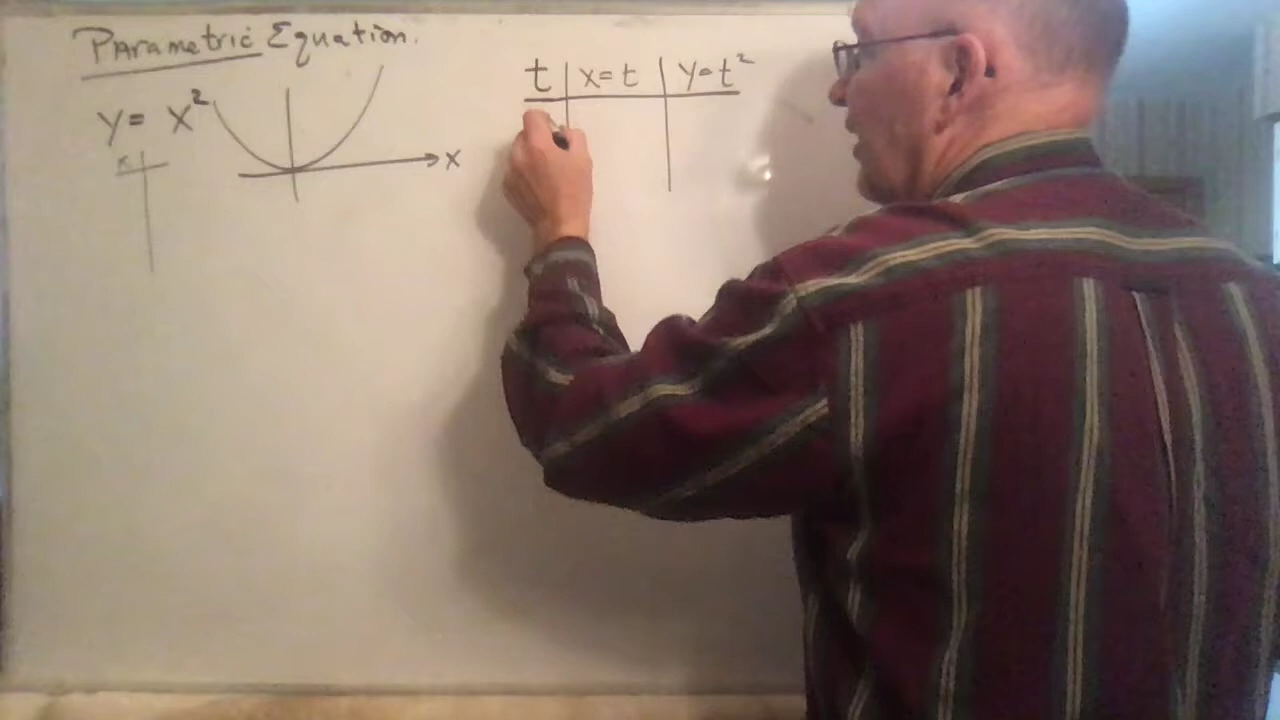 Parametric Equation.
y = x²
x
x
t | x = t | y = t²